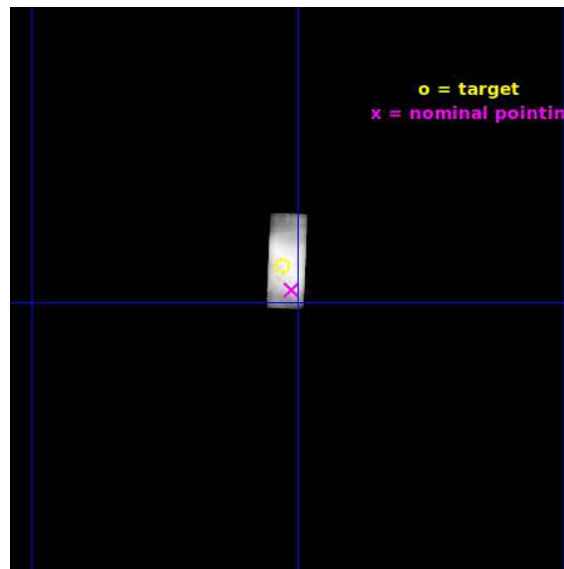 o = target
x = nominal pointin